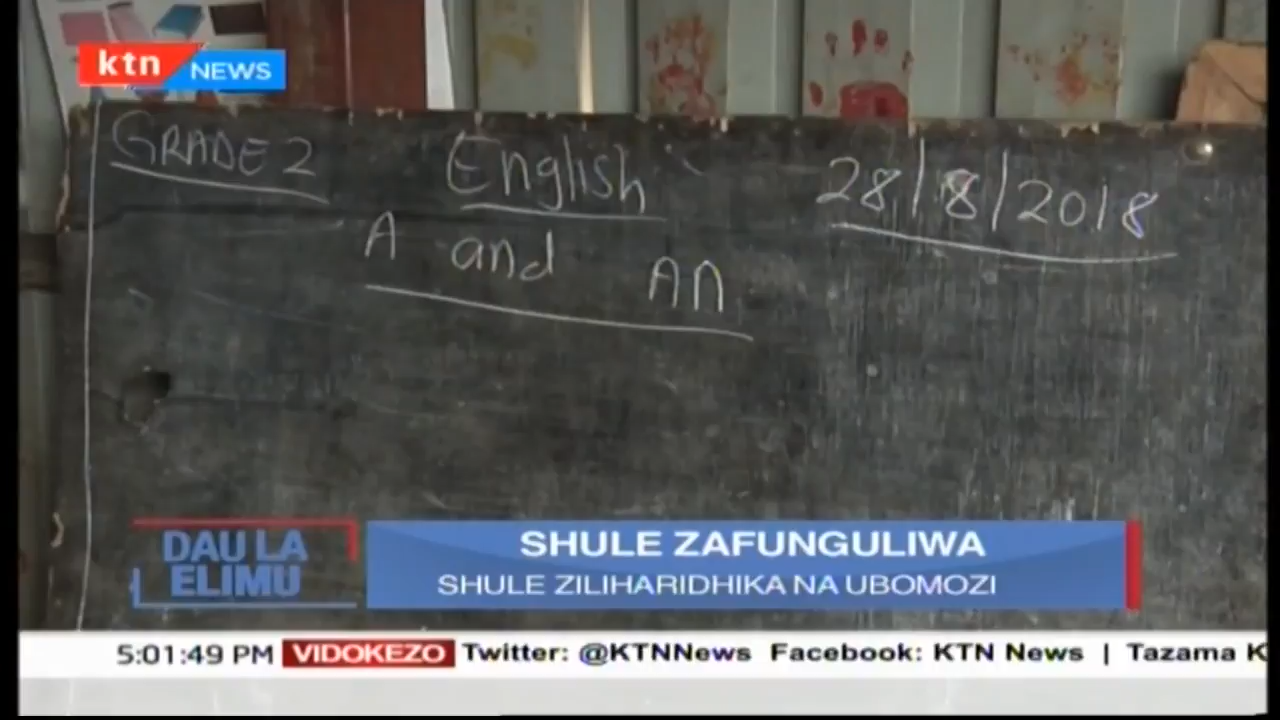 ktn NEWS
GRADE 2 English 28/8/2018
A and An
DAU LA ELIMU
SHULE ZAFUNGULIWA
SHULE ZILIHARIDHIKA NA UBOMOZI
5:01:49 PM VIDOKEZO Twitter: @KTNNews Facebook: KTN News | Tazama K